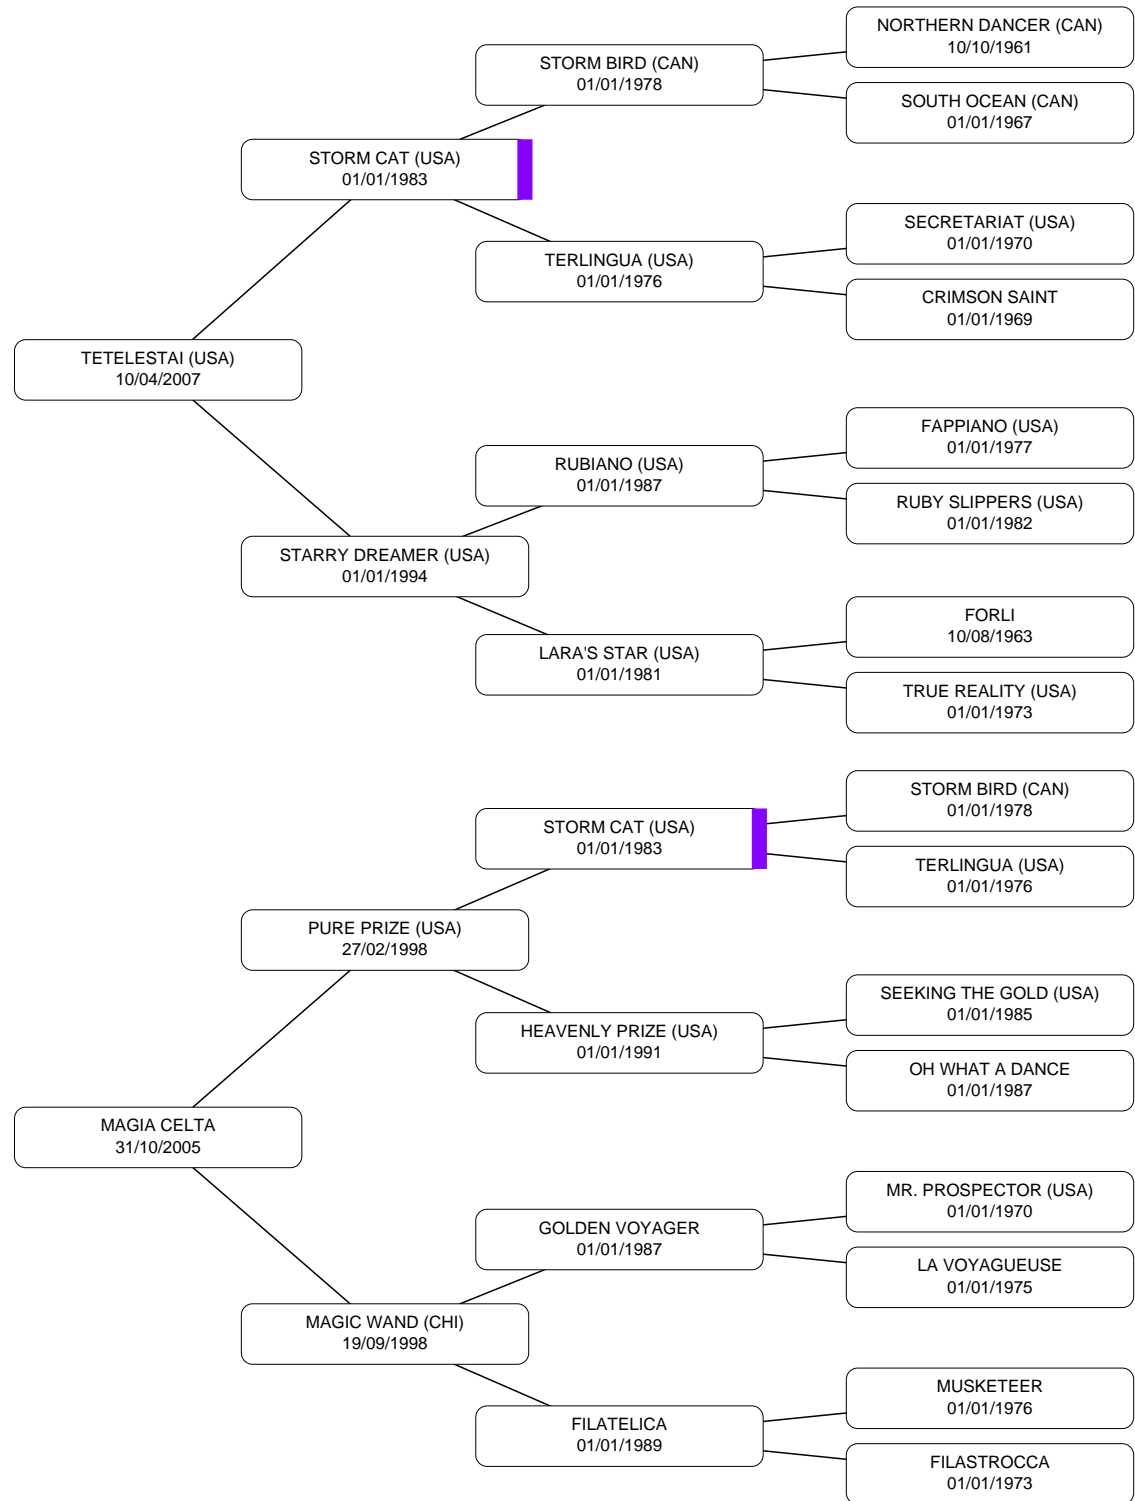 NORTHERN DANCER (CAN)
10/10/1961
STORM BIRD (CAN)
01/01/1978
SOUTH OCEAN (CAN)
01/01/1967
STORM CAT (USA)
01/01/1983
SECRETARIAT (USA)
01/01/1970
TERLINGUA (USA)
01/01/1976
CRIMSON SAINT
01/01/1969
TETELESTAI (USA)
10/04/2007
FAPPIANO (USA)
01/01/1977
RUBIANO (USA)
01/01/1987
RUBY SLIPPERS (USA)
01/01/1982
STARRY DREAMER (USA)
01/01/1994
FORLI
10/08/1963
LARA'S STAR (USA)
01/01/1981
TRUE REALITY (USA)
01/01/1973
STORM BIRD (CAN)
01/01/1978
STORM CAT (USA)
01/01/1983
TERLINGUA (USA)
01/01/1976
PURE PRIZE (USA)
27/02/1998
SEEKING THE GOLD (USA)
01/01/1985
HEAVENLY PRIZE (USA)
01/01/1991
OH WHAT A DANCE
01/01/1987
MAGIA CELTA
31/10/2005
MR. PROSPECTOR (USA)
01/01/1970
GOLDEN VOYAGER
01/01/1987
LA VOYAGUEUSE
01/01/1975
MAGIC WAND (CHI)
19/09/1998
MUSKETEER
01/01/1976
FILATELICA
01/01/1989
FILASTROCCA
01/01/1973